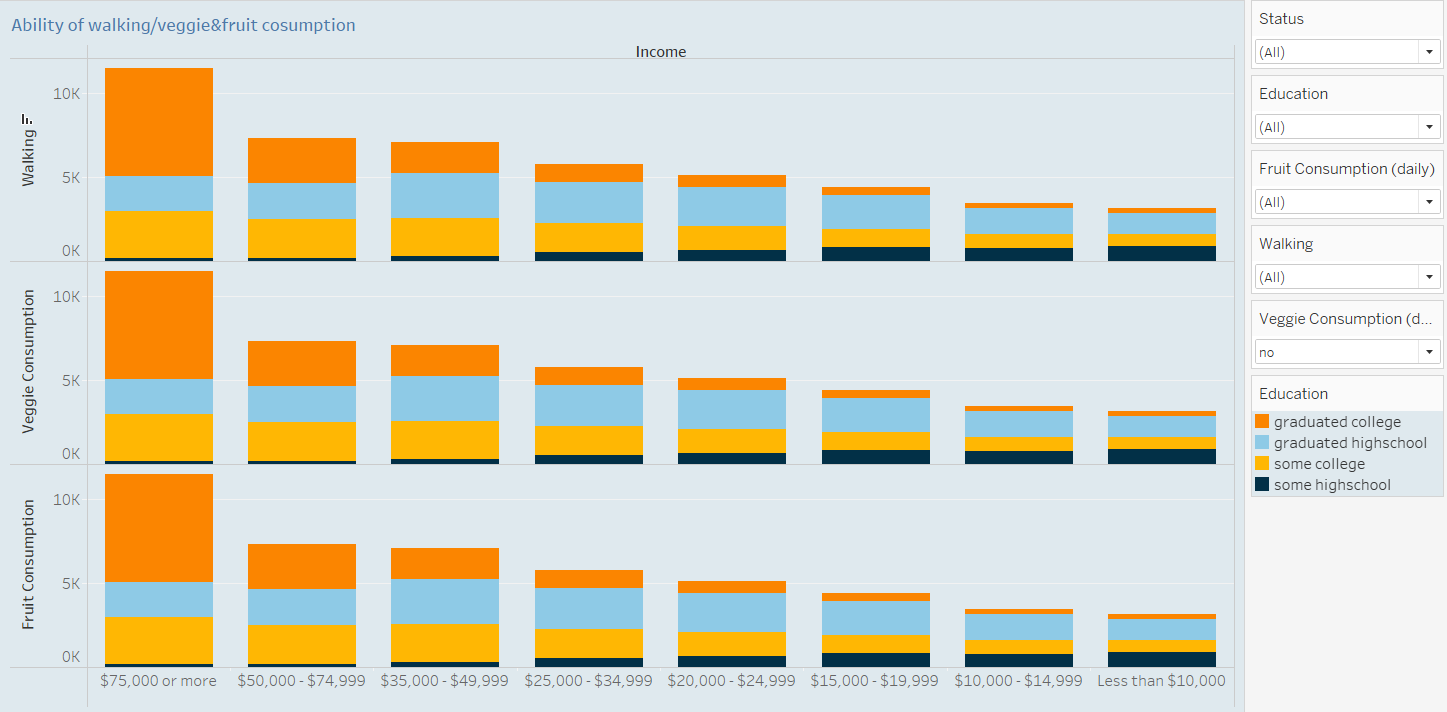 Ability of walking/veggie&fruit cosumption
Income
Walking
10K
5K
0K
Veggie Consumption
10K
5K
0K
Fruit Consumption
10K
5K
0K
$75,000 or more
$50,000 - $74,999
$35,000 - $49,999
$25,000 - $34,999
$20,000 - $24,999
$15,000 - $19,999
$10,000 - $14,999
Less than $10,000
Status
(All)
Education
(All)
Fruit Consumption (daily)
(All)
Walking
(All)
Veggie Consumption (d...
no
Education
graduated college
graduated highschool
some college
some highschool